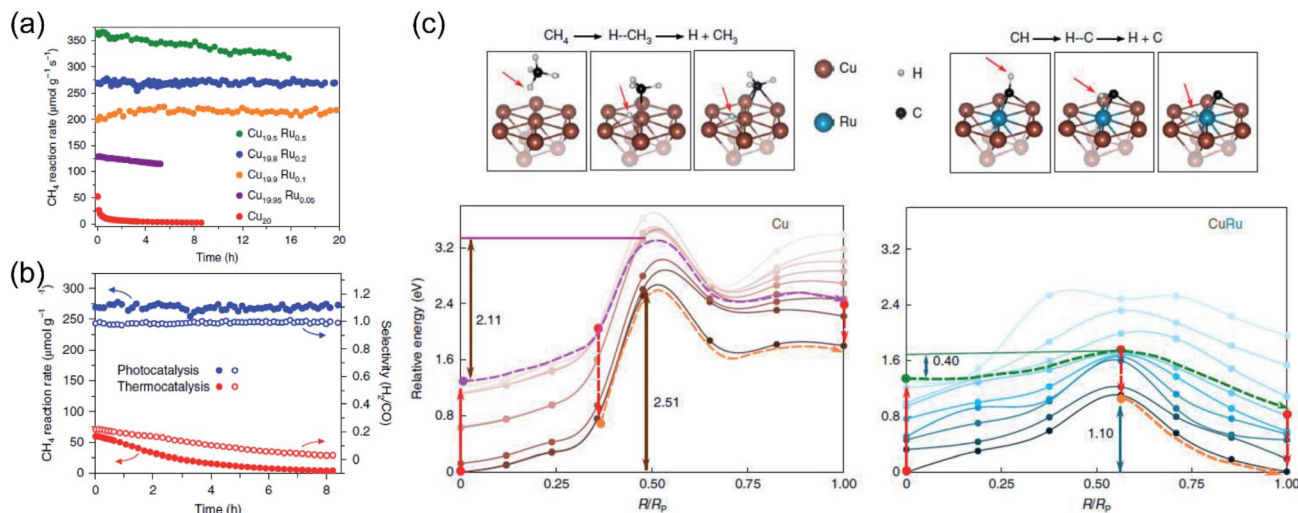 (a)
CH4 reaction rate (μmol g⁻¹ s⁻¹)
400
350
300
250
200
150
100
50
0
Cu19.5 Ru0.5
Cu19.8 Ru0.2
Cu19.9 Ru0.1
Cu19.95 Ru0.05
Cu20
0 4 8 12 16 20
Time (h)
(b)
CH4 reaction rate (μmol g⁻¹ ⁻¹)
300
250
200
150
100
50
0
Photocatalysis
Thermocatalysis
1.2
1.0
0.8
0.6
0.4
0.2
0
Selectivity (H2/CO)
0 2 4 6 8
Time (h)
(c)
CH4 → H--CH3 → H + CH3
Cu
Ru
CH → H--C → H + C
H
C
Relative energy (eV)
3.2
2.4
1.6
0.8
0
Cu
2.11
2.51
0 0.25 0.50 0.75 1.00
R/RP
3.2
2.4
1.6
0.8
0
CuRu
0.40
1.10
0 0.25 0.50 0.75 1.00
R/RP